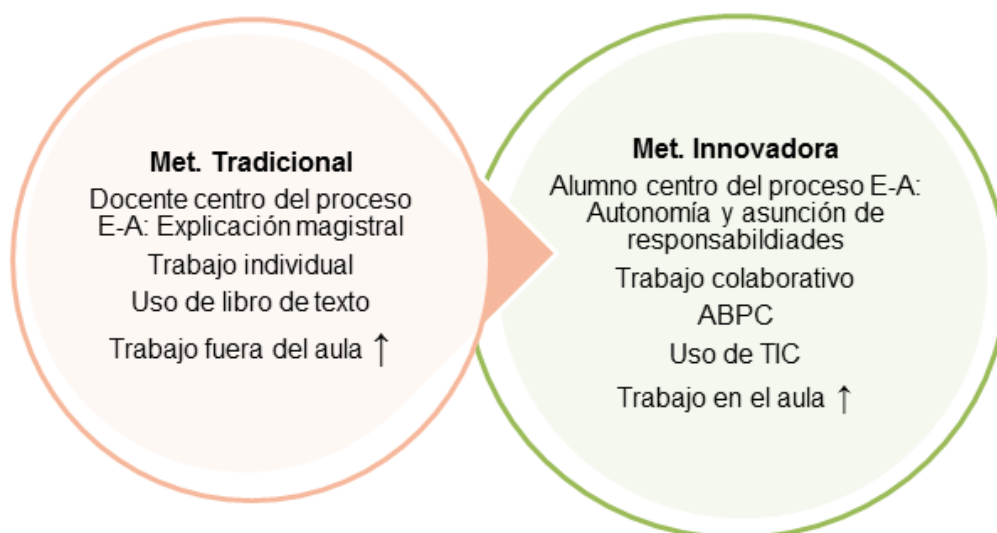 Met. Tradicional
Docente centro del proceso
E-A: Explicación magistral
Trabajo individual
Uso de libro de texto
Trabajo fuera del aula ↑
Met. Innovadora
Alumno centro del proceso E-A:
Autonomía y asunción de
responsabildiades
Trabajo colaborativo
ABPC
Uso de TIC
Trabajo en el aula ↑